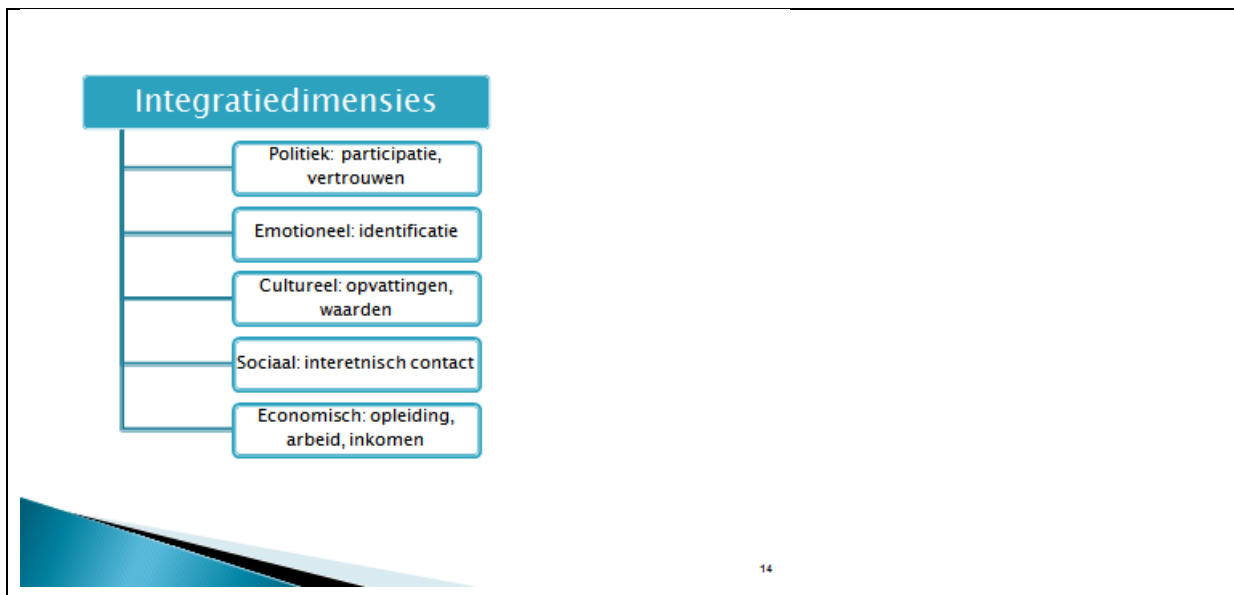 Integratiedimensies
Politiek: participatie,
vertrouwen
Emotioneel: identificatie
Cultureel: opvattingen,
waarden
Sociaal: interetnisch contact
Economisch: opleiding,
arbeid, inkomen
14